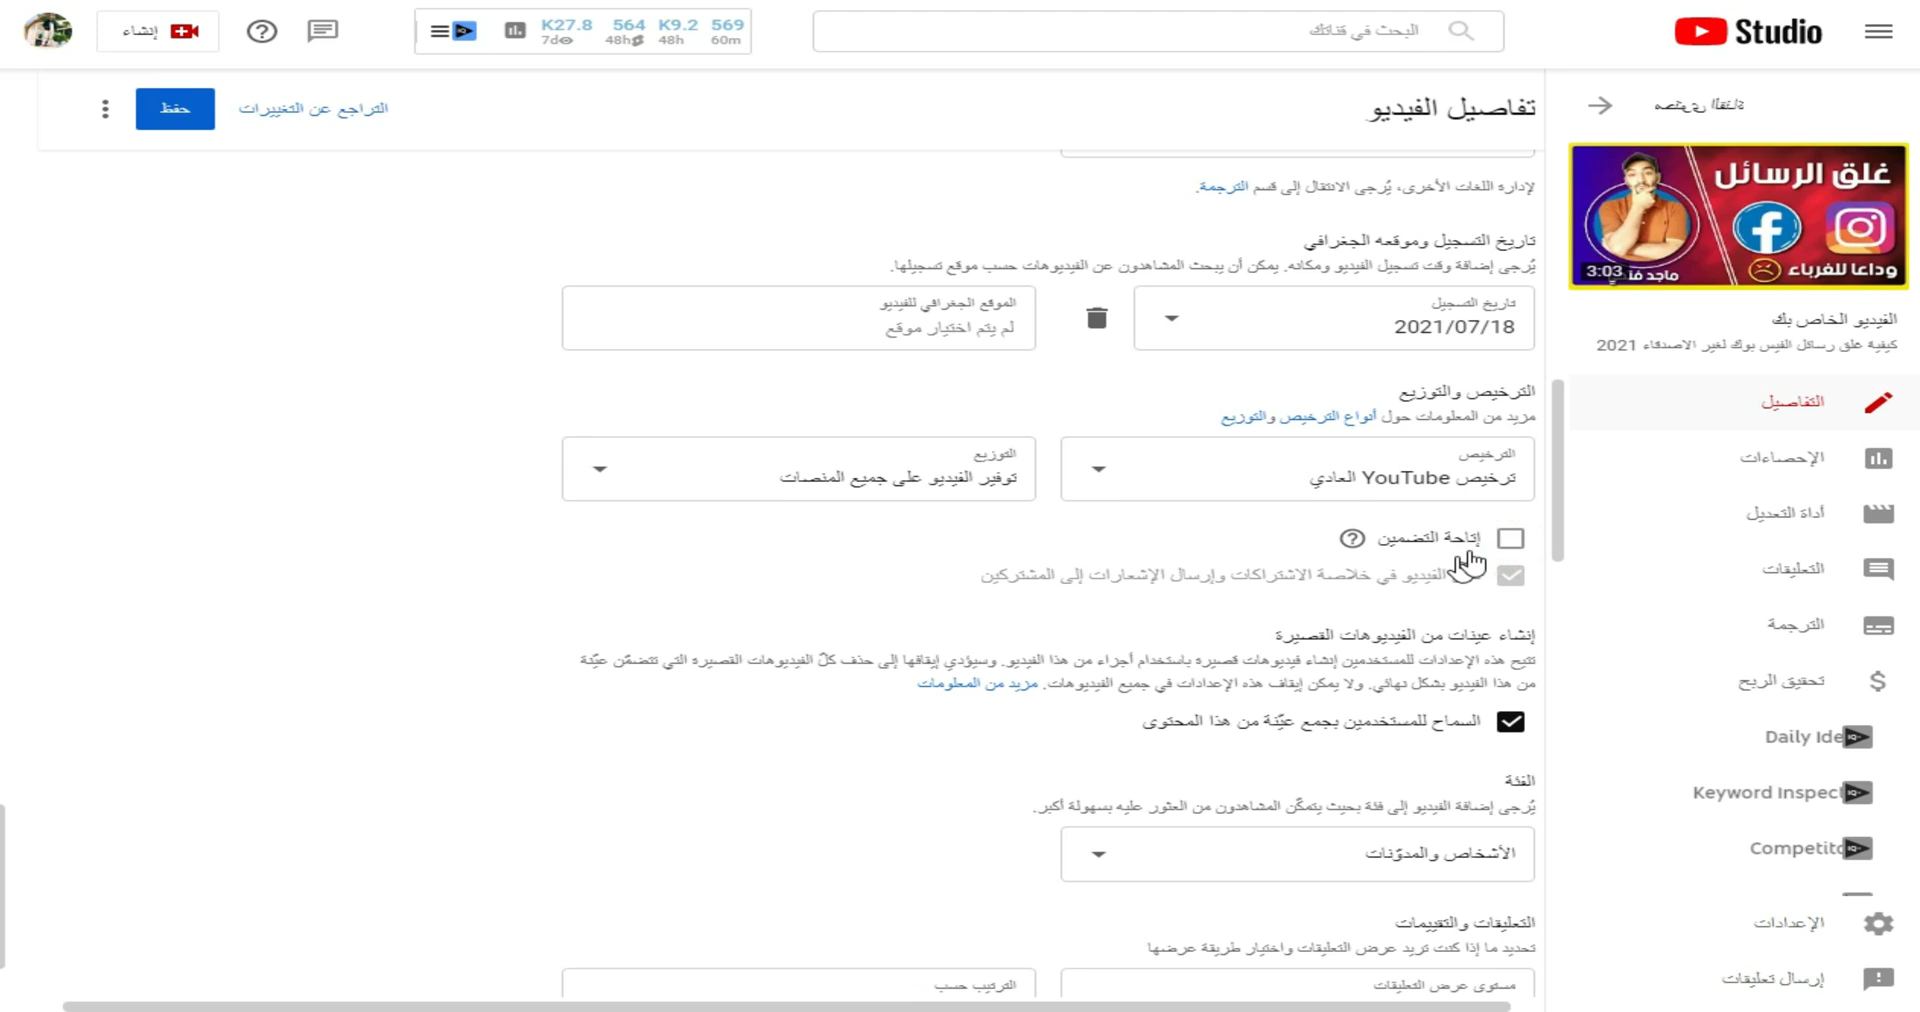 Studio
البحث في قناتك
K27.8 564 K9.2 569
7d 48h 48h 60m
إنشاء
محتوى القناة
غلق الرسائل
وداعا للغرباء
3:03
الفيديو الخاص بك
كيفية غلق رسائل الفيس بوك لغير الاصدقاء 2021
التفاصيل
الإحصاءات
أداة التعديل
التعليقات
الترجمة
تحقيق الربح
Daily Ide
Keyword Inspect
Competito
الإعدادات
إرسال تعليقات
تفاصيل الفيديو
التراجع عن التغييرات
حفظ
لإدارة اللغات الأخرى، يُرجى الانتقال إلى قسم الترجمة.
تاريخ التسجيل وموقعه الجغرافي
يُرجى إضافة وقت تسجيل الفيديو ومكانه. يمكن أن يبحث المشاهدون عن الفيديوهات حسب موقع تسجيلها.
تاريخ التسجيل
2021/07/18
الموقع الجغرافي للفيديو
لم يتم اختيار موقع
الترخيص والتوزيع
مزيد من المعلومات حول أنواع الترخيص والتوزيع
الترخيص
ترخيص YouTube العادي
التوزيع
توفير الفيديو على جميع المنصات
إتاحة التضمين
الفيديو في خلاصة الاشتراكات وإرسال الإشعارات إلى المشتركين
إنشاء عينات من الفيديوهات القصيرة
تتيح هذه الإعدادات للمستخدمين إنشاء فيديوهات قصيرة باستخدام أجزاء من هذا الفيديو. وسيؤدي إيقافها إلى حذف كلّ الفيديوهات القصيرة التي تتضمّن عيّنة
من هذا الفيديو بشكل نهائي. ولا يمكن إيقاف هذه الإعدادات في جميع الفيديوهات. مزيد من المعلومات
السماح للمستخدمين بجمع عيّنة من هذا المحتوى
الفئة
يُرجى إضافة الفيديو إلى فئة بحيث يتمكّن المشاهدون من العثور عليه بسهولة أكبر.
الأشخاص والمدوّنات
التعليقات والتقييمات
تحديد ما إذا كنت تريد عرض التعليقات واختيار طريقة عرضها
مستوى عرض التعليقات
الترتيب حسب